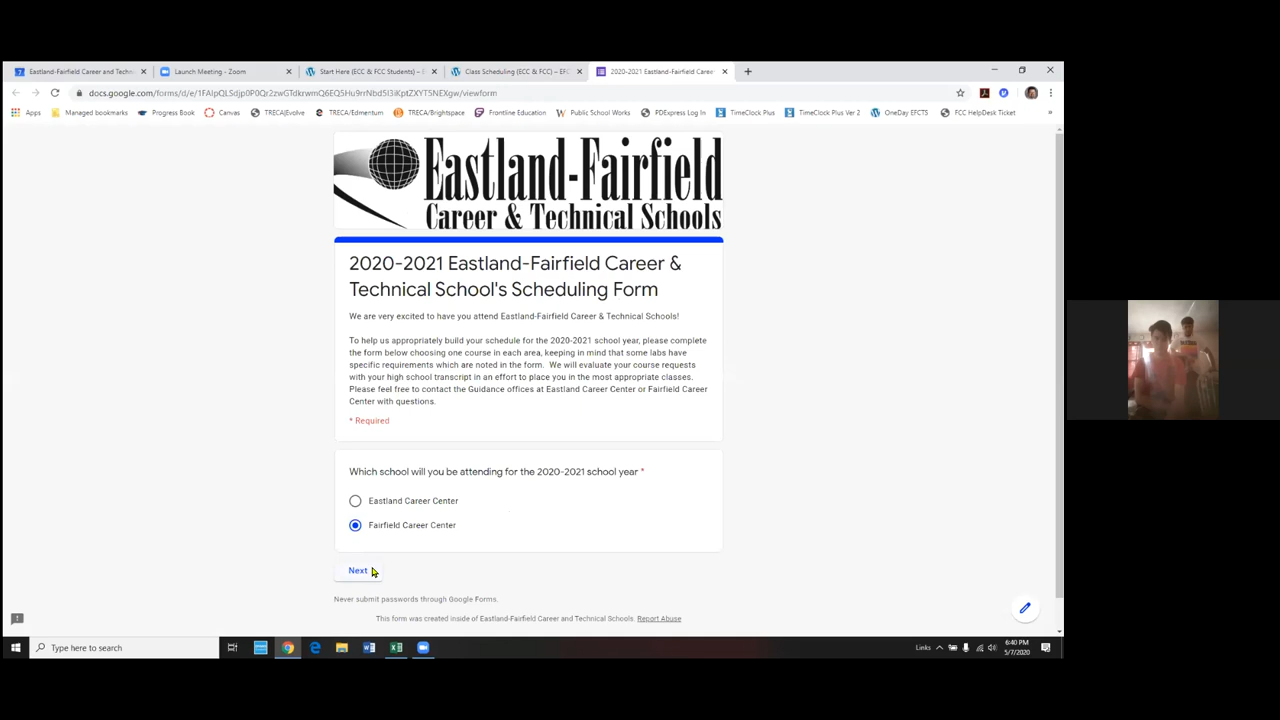 Eastland-Fairfield Career and Techni
Launch Meeting - Zoom
Start Here (ECC & FCC Students) –
Class Scheduling (ECC & FCC) –
2020-2021 Eastland-Fairfield Caree
docs.google.com/forms/d/e/
/viewform
Apps
Managed bookmarks
Progress Book
Canvas
TRECA|Evolve
TRECA/Edmentum
TRECA/Brightspace
Frontline Education
Public School Works
PDExpress Log In
TimeClock Plus
TimeClock Plus Ver 2
OneDay EFCTS
FCC HelpDesk Ticket
Eastland-Fairfield
Career & Technical Schools
2020-2021 Eastland-Fairfield Career &
Technical School's Scheduling Form
We are very excited to have you attend Eastland-Fairfield Career & Technical Schools!
To help us appropriately build your schedule for the 2020-2021 school year, please complete
the form below choosing one course in each area, keeping in mind that some labs have
specific requirements which are noted in the form. We will evaluate your course requests
with your high school transcript in an effort to place you in the most appropriate classes.
Please feel free to contact the Guidance offices at Eastland Career Center or Fairfield Career
Center with questions.
* Required
Which school will you be attending for the 2020-2021 school year *
Eastland Career Center
Fairfield Career Center
Next
Never submit passwords through Google Forms.
This form was created inside of Eastland-Fairfield Career and Technical Schools. Report Abuse
Type here to search
Links
6:40 PM
5/7/2020